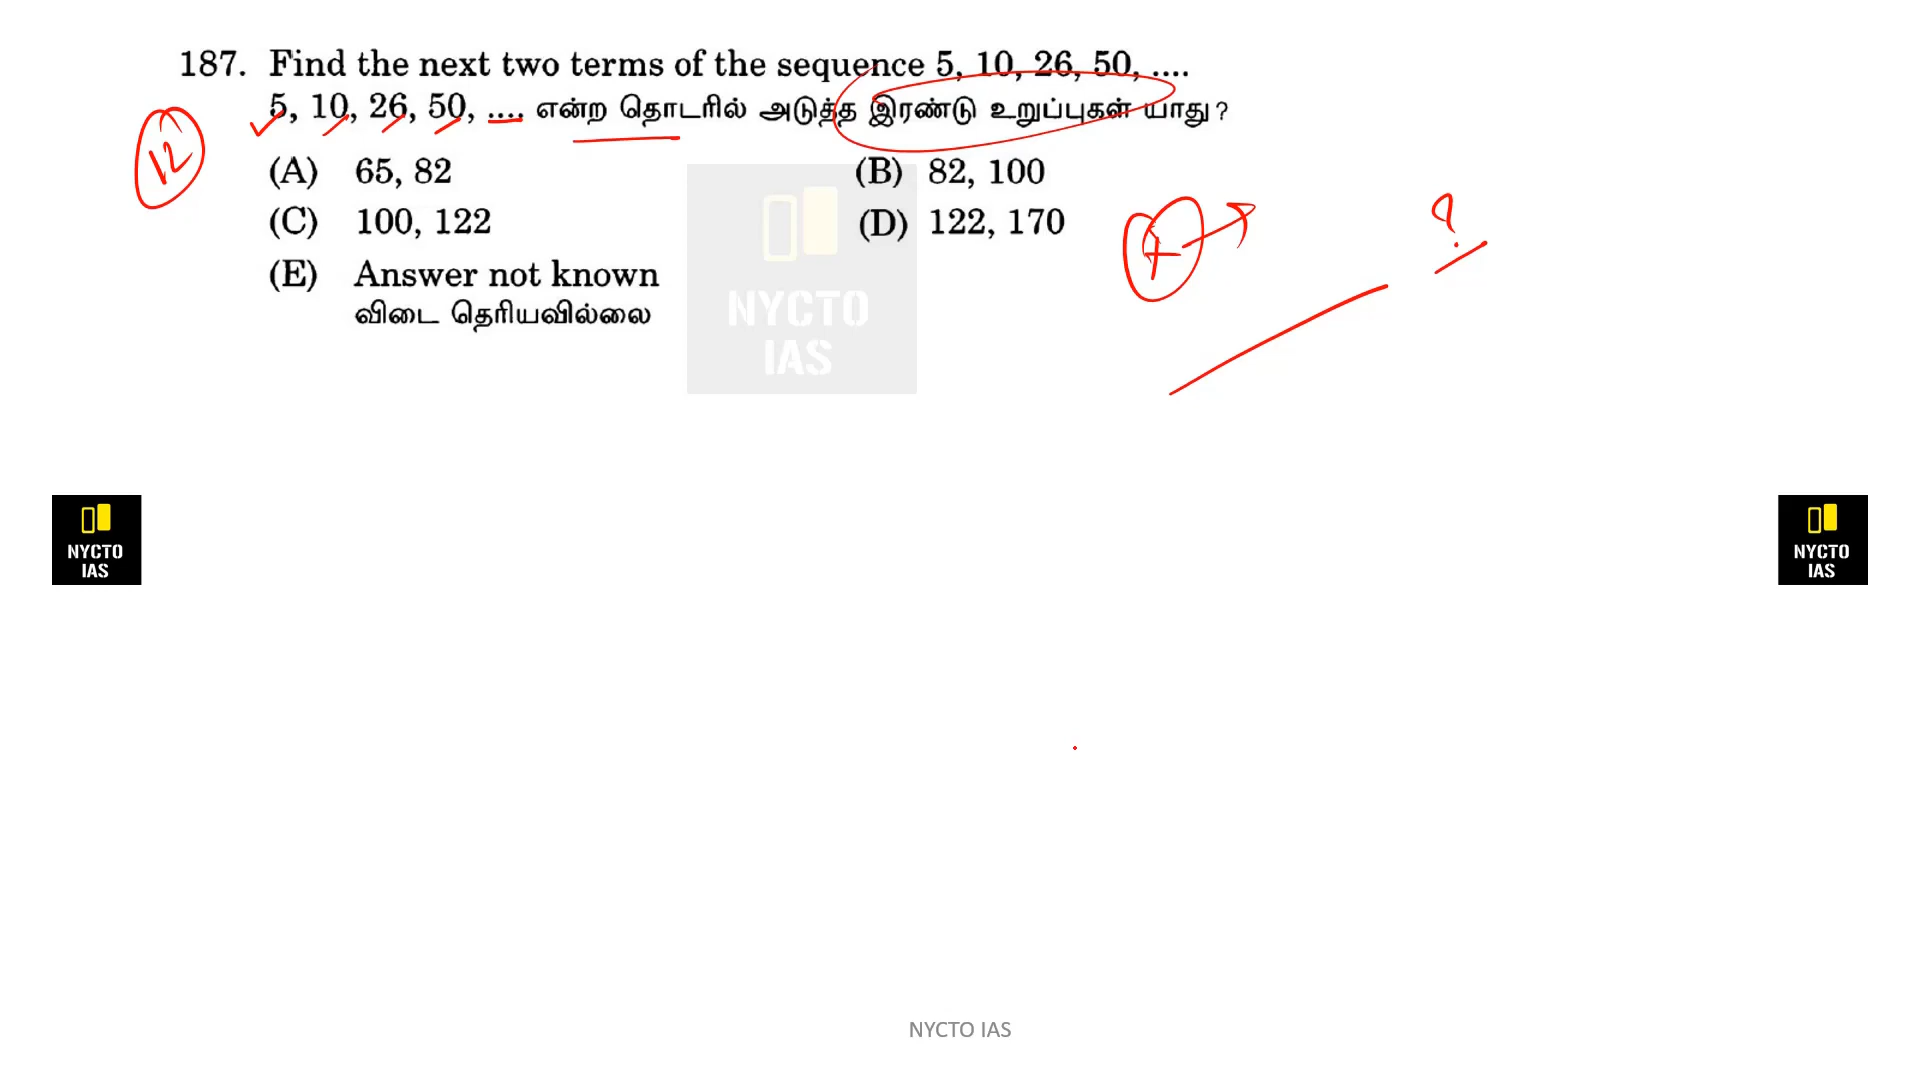 187. Find the next two terms of the sequence 5, 10, 26, 50, ....
5, 10, 26, 50, .... என்ற தொடரில் அடுத்த இரண்டு உறுப்புகள் யாது?
12
(A) 65, 82
(B) 82, 100
(C) 100, 122
(D) 122, 170
?
(E) Answer not known
விடை தெரியவில்லை
NYCTO
IAS
NYCTO
IAS
NYCTO
IAS
NYCTO IAS